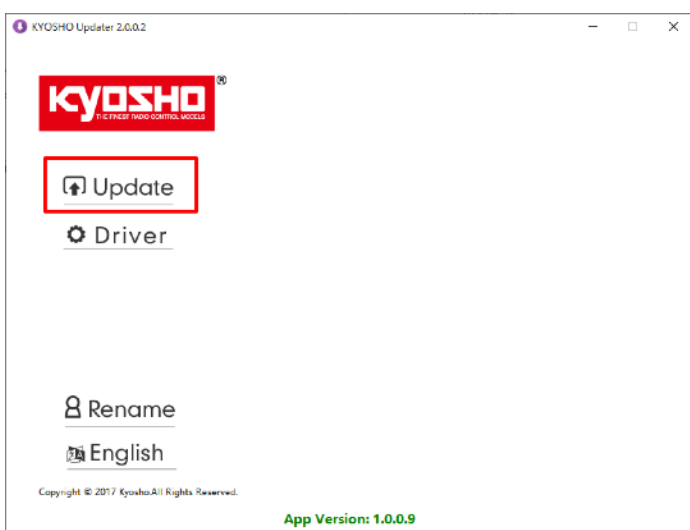 KYOSHO Updater 2.0.0.2
KYOSHO®
THE FINEST RADIO CONTROL MODELS
Update
Driver
Rename
English
Copyright © 2017 Kyosho.All Rights Reserved.
App Version: 1.0.0.9